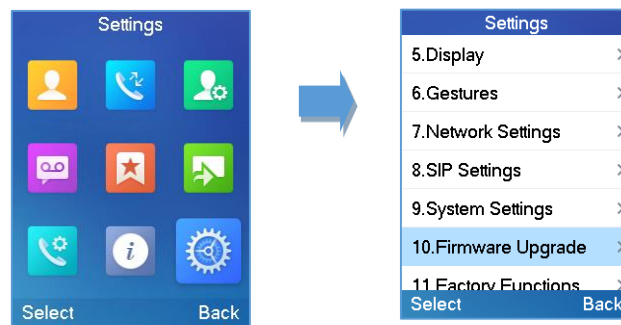 Settings
i
Select Back
Settings
5.Display
6.Gestures
7.Network Settings
8.SIP Settings
9.System Settings
10.Firmware Upgrade
11.Factory Functions
Select Back